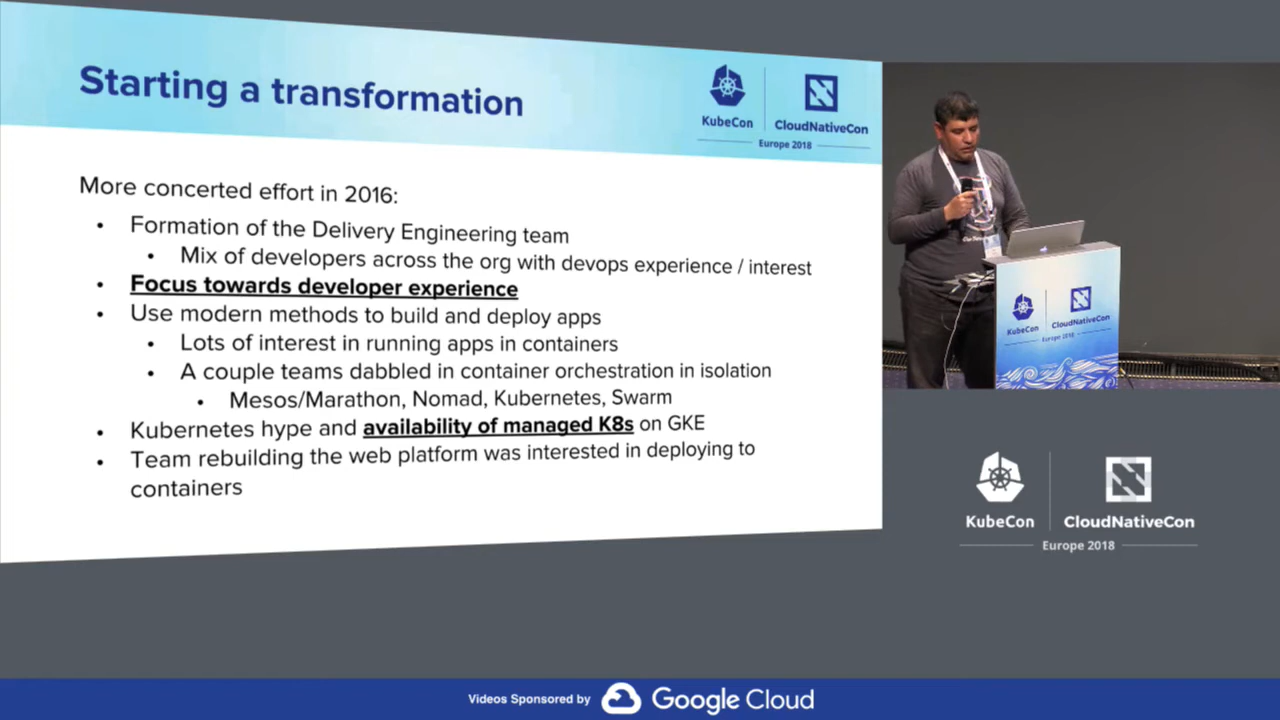 Starting a transformation
KubeCon
CloudNativeCon
Europe 2018
More concerted effort in 2016:
• Formation of the Delivery Engineering team
• Mix of developers across the org with devops experience / interest
• Focus towards developer experience
• Use modern methods to build and deploy apps
• Lots of interest in running apps in containers
• A couple teams dabbled in container orchestration in isolation
• Mesos/Marathon, Nomad, Kubernetes, Swarm
• Kubernetes hype and availability of managed K8s on GKE
• Team rebuilding the web platform was interested in deploying to
containers
KubeCon
CloudNativeCon
Europe 2018
KubeCon
CloudNativeCon
Europe 2018
Videos Sponsored by Google Cloud